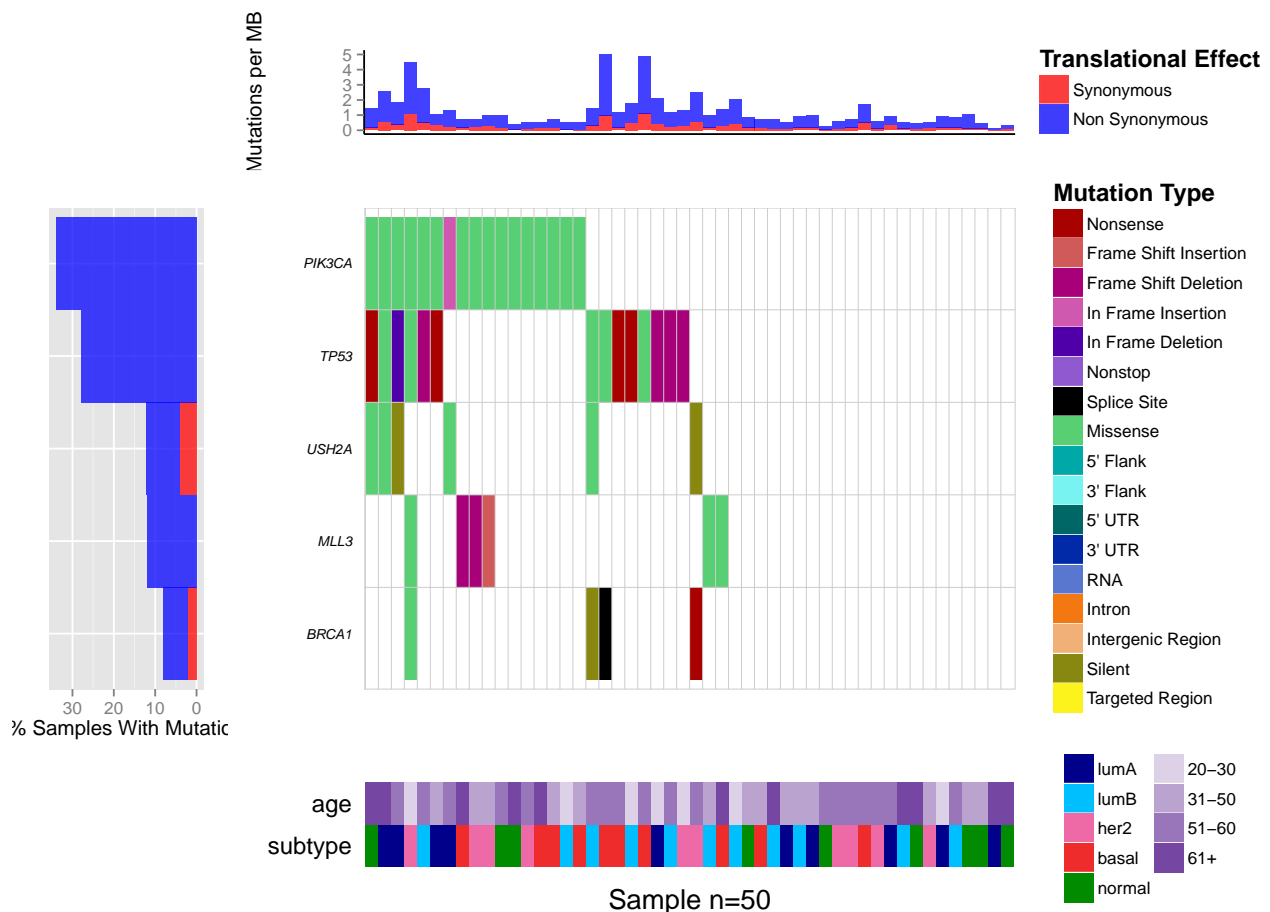 Mutations per MB
5
4
3
2
1
0
Translational Effect
Synonymous
Non Synonymous
PIK3CA
TP53
USH2A
MLL3
BRCA1
30 20 10 0
% Samples With Mutatic
Mutation Type
Nonsense
Frame Shift Insertion
Frame Shift Deletion
In Frame Insertion
In Frame Deletion
Nonstop
Splice Site
Missense
5' Flank
3' Flank
5' UTR
3' UTR
RNA
Intron
Intergenic Region
Silent
Targeted Region
age
subtype
Sample n=50
lumA
lumB
her2
basal
normal
20−30
31−50
51−60
61+